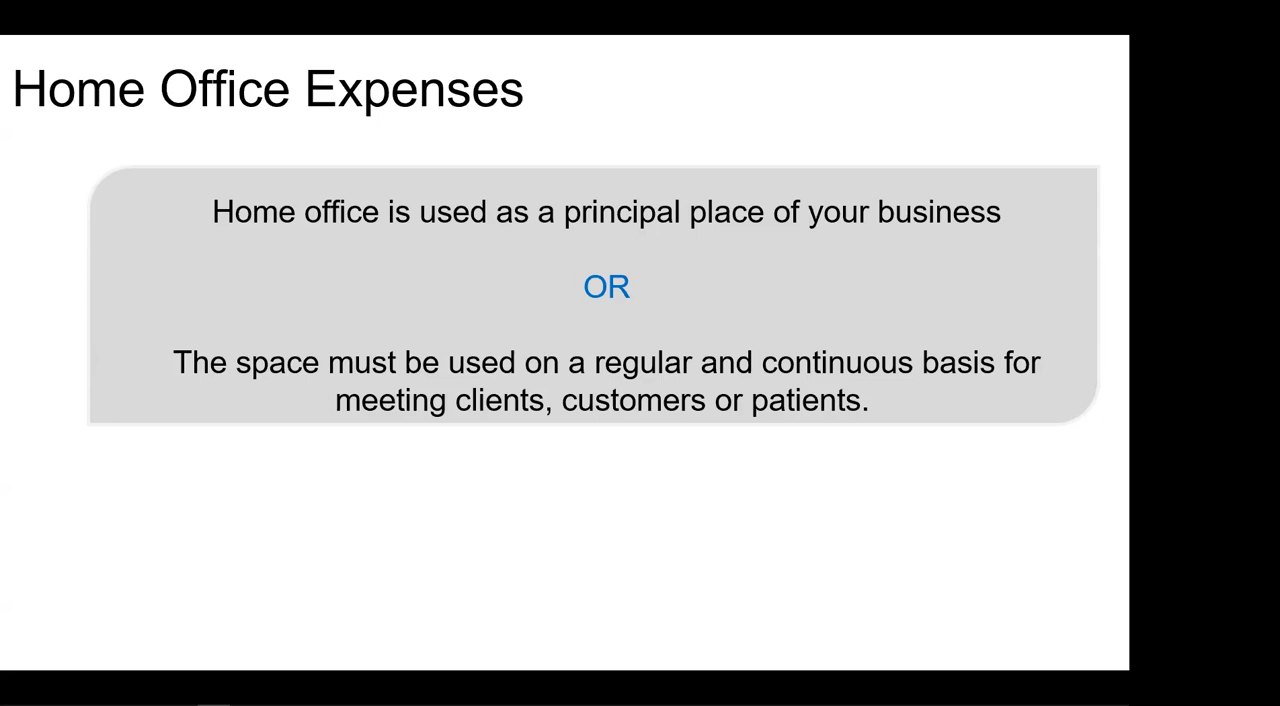 Home Office Expenses
Home office is used as a principal place of your business
OR
The space must be used on a regular and continuous basis for
meeting clients, customers or patients.